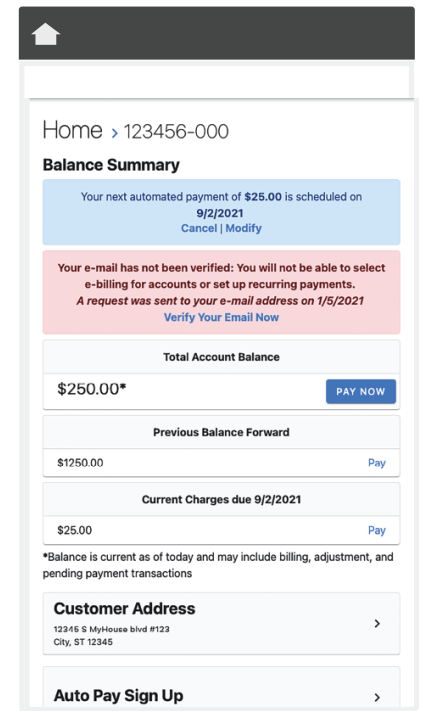 Home > 123456-000
Balance Summary
Your next automated payment of $25.00 is scheduled on
9/2/2021
Cancel | Modify
Your e-mail has not been verified: You will not be able to select
e-billing for accounts or set up recurring payments.
A request was sent to your e-mail address on 1/5/2021
Verify Your Email Now
Total Account Balance
$250.00*
PAY NOW
Previous Balance Forward
$1250.00
Pay
Current Charges due 9/2/2021
$25.00
Pay
*Balance is current as of today and may include billing, adjustment, and
pending payment transactions
Customer Address
12345 S MyHouse blvd #123
City, ST 12345
Auto Pay Sign Up